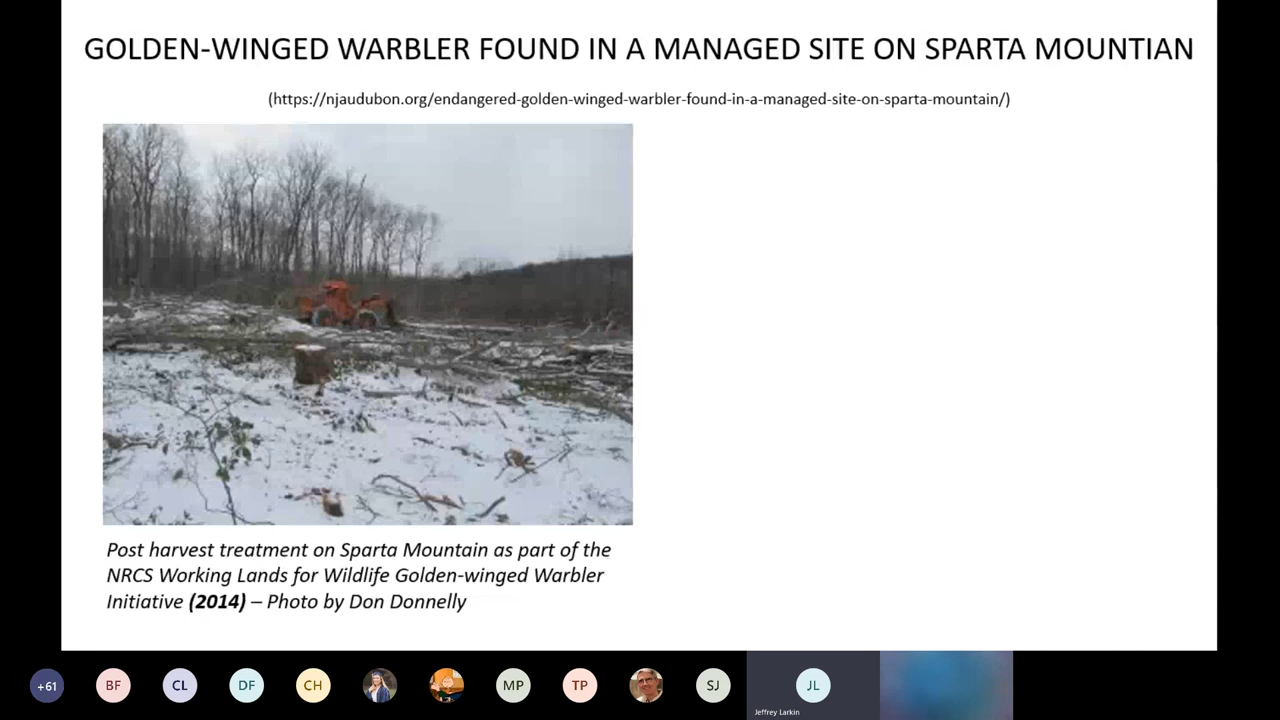 GOLDEN-WINGED WARBLER FOUND IN A MANAGED SITE ON SPARTA MOUNTIAN
(https://njaudubon.org/endangered-golden-winged-warbler-found-in-a-managed-site-on-sparta-mountain/)
Post harvest treatment on Sparta Mountain as part of the
NRCS Working Lands for Wildlife Golden-winged Warbler
Initiative (2014) – Photo by Don Donnelly
+61 BF CL DF CH MP TP SJ JL
Jeffrey Larkin